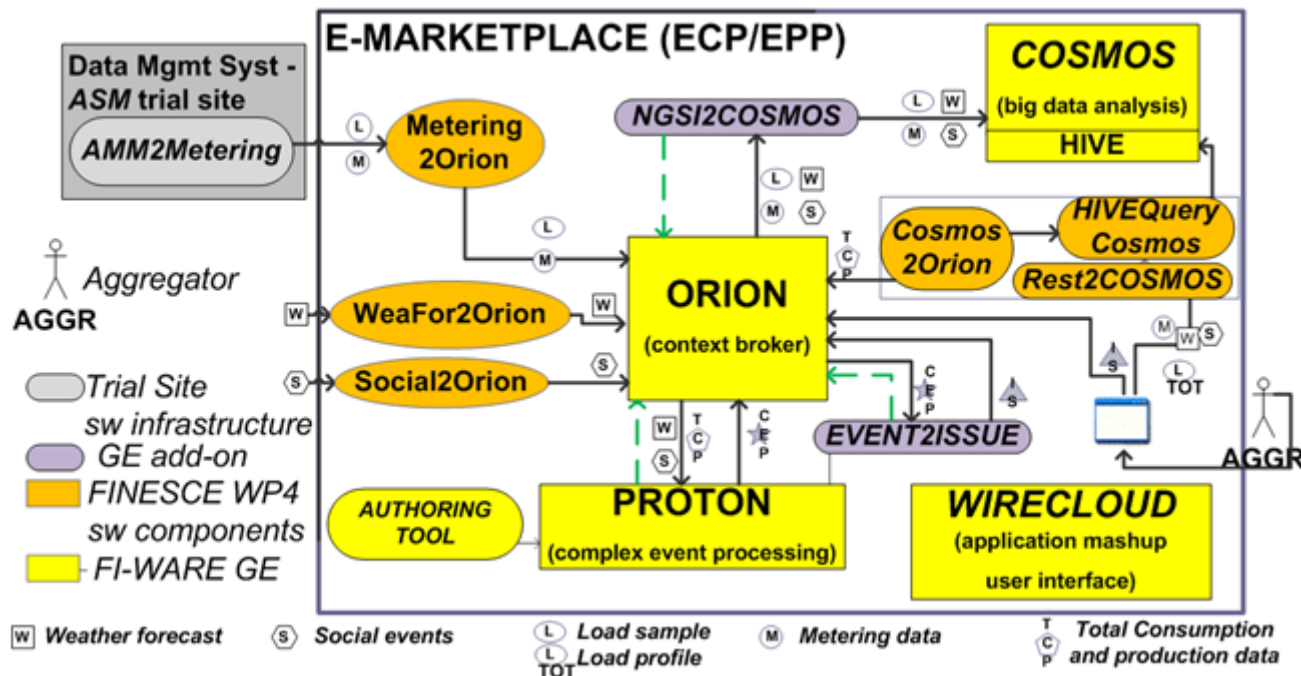 E-MARKETPLACE (ECP/EPP)
Data Mgmt Syst -
ASM trial site
AMM2Metering
L
M
Metering
2Orion
NGSI2COSMOS
L W
M S
COSMOS
(big data analysis)
HIVE
L W
M S
L
M
HIVEQuery
Cosmos
Cosmos
2Orion
Rest2COSMOS
T
C
P
ORION
(context broker)
Aggregator
AGGR
W
WeaFor2Orion
W
S
Social2Orion
S
M W S
L
TOT
IS
IS
C
E
P
EVENT2ISSUE
AGGR
W
S
T
C
P
C
E
P
Trial Site
sw infrastructure
GE add-on
FINESCE WP4
sw components
FI-WARE GE
AUTHORING
TOOL
PROTON
(complex event processing)
WIRECLOUD
(application mashup
user interface)
W Weather forecast
S Social events
L Load sample
L Load profile
TOT
M Metering data
T
C
P
Total Consumption
and production data